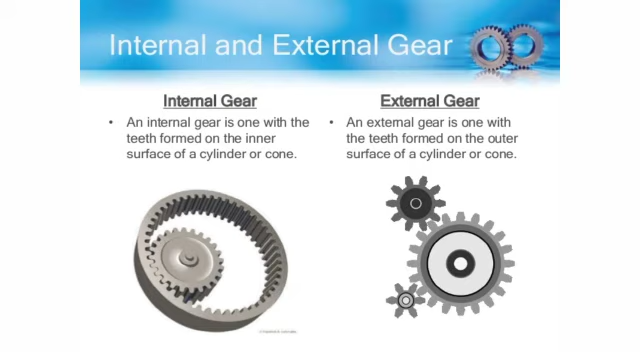 Internal and External Gear
Internal Gear
• An internal gear is one with the
teeth formed on the inner
surface of a cylinder or cone.
External Gear
• An external gear is one with
the teeth formed on the outer
surface of a cylinder or cone.